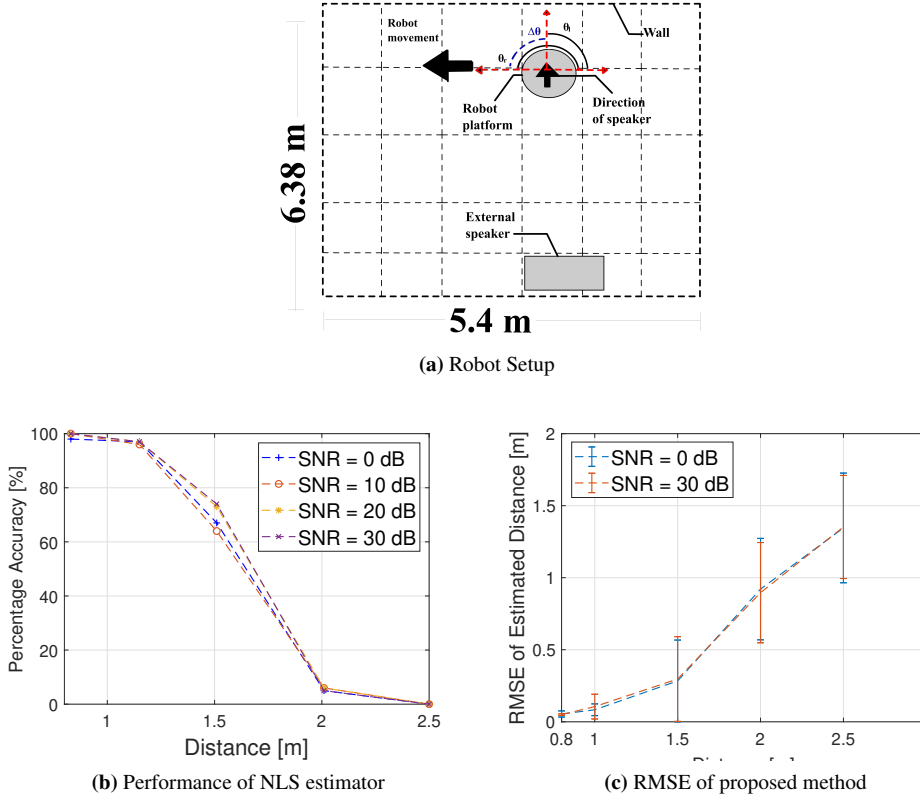 Robot
movement
Δθ
θl
θr
Wall
Robot
platform
Direction
of speaker
6.38 m
External
speaker
5.4 m
(a) Robot Setup
100
80
60
40
20
0
Percentage Accuracy [%]
SNR = 0 dB
SNR = 10 dB
SNR = 20 dB
SNR = 30 dB
1
1.5
2
2.5
Distance [m]
(b) Performance of NLS estimator
2
1.5
1
0.5
0
RMSE of Estimated Distance [m]
SNR = 0 dB
SNR = 30 dB
0.8
1
1.5
2
2.5
(c) RMSE of proposed method